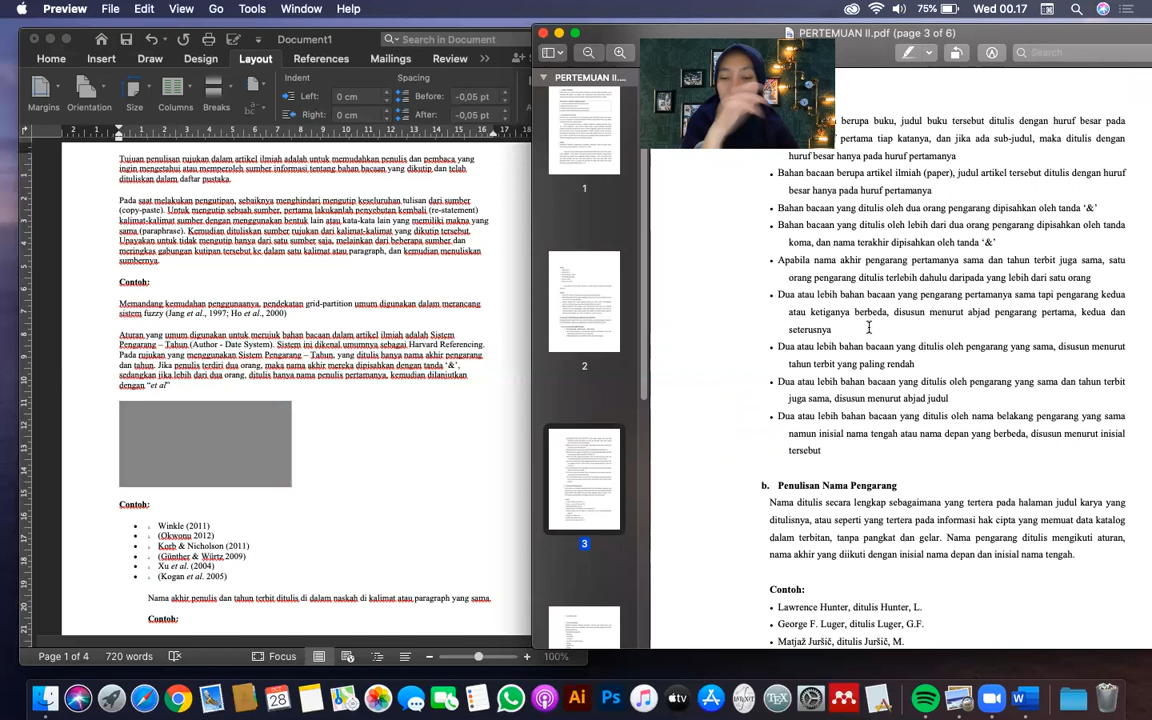 Preview File Edit View Go Tools Window Help
75% Wed 00.17
Document1
Search in Document
Home Insert Draw Design Layout References Mailings Review
Margins Orientation Size Columns Breaks
Indent Spacing
Left: 0 cm Before: -0,05 pt
Right: 0 cm After: -0,05 pt
Tujuan penulisan rujukan dalam artikel ilmiah adalah untuk memudahkan penulis dan pembaca yang
ingin mengetahui atau memperoleh sumber informasi tentang bahan bacaan yang dikutip dan telah
dituliskan dalam daftar pustaka.
Pada saat melakukan pengutipan, sebaiknya menghindari mengutip keseluruhan tulisan dari sumber
(copy-paste). Untuk mengutip sebuah sumber, pertama lakukanlah penyebutan kembali (re-statement)
kalimat-kalimat sumber dengan menggunakan bentuk lain atau kata-kata lain yang memiliki makna
yang sama (paraphrase). Kemudian dituliskan sumber rujukan dari kalimat-kalimat yang dikutip tersebut.
Upayakan untuk tidak mengutip hanya dari satu sumber saja, melainkan dari beberapa sumber dan
meringkas gabungan kutipan tersebut ke dalam satu kalimat atau paragraph, dan kemudian menuliskan
sumbernya.
Contoh:
Memandang kemudahan penggunaanya, pendekatan grid-partition umum digunakan dalam merancang
sistem fuzzy (Jang et al., 1997; Ho et al., 2000)
Aturan yang umum digunakan untuk merujuk bahan bacaan dalam artikel ilmiah adalah Sistem
Pengarang – Tahun (Author - Date System). Sistem ini dikenal umumnya sebagai Harvard Referencing.
Pada rujukan yang menggunakan Sistem Pengarang – Tahun, yang ditulis hanya nama akhir pengarang
dan tahun. Jika penulis terdiri dua orang, maka nama akhir mereka dipisahkan dengan tanda ‘&’,
sedangkan jika lebih dari dua orang, ditulis hanya nama penulis pertamanya, kemudian dilanjutkan
dengan “et al”
Contoh:
• Winkle (2011)
• (Okwonu 2012)
• Korb & Nicholson (2011)
• (Günther & Würtz 2009)
• Xu et al. (2004)
• (Kogan et al. 2005)
Nama akhir penulis dan tahun terbit ditulis di dalam naskah di kalimat atau paragraph yang sama.
Contoh:
Page 1 of 4 720 words Focus 100%
PERTEMUAN II.pdf (page 3 of 6)
Search
PERTEMUAN II....
1
2
3
berupa buku, judul buku tersebut ditulis dengan huruf besar pada
pertama tiap katanya, dan jika ada sub-judul, maka ditulis dengan
huruf besar hanya pada huruf pertamanya
• Bahan bacaan berupa artikel ilmiah (paper), judul artikel tersebut ditulis dengan huruf
besar hanya pada huruf pertamanya
• Bahan bacaan yang ditulis oleh dua orang pengarang dipisahkan oleh tanda ‘&’
• Bahan bacaan yang ditulis oleh lebih dari dua orang pengarang dipisahkan oleh tanda
koma, dan nama terakhir dipisahkan oleh tanda ‘&’
• Apabila nama akhir pengarang pertamanya sama dan tahun terbit juga sama, satu
orang pengarang ditulis terlebih dahulu daripada yang lebih dari satu orang
• Dua atau lebih bahan bacaan yang pengarang pertamanya sama tapi pengarang kedua
atau ketiganya berbeda, disusun menurut abjad pengarang pertama, kedua dan
seterusnya
• Dua atau lebih bahan bacaan yang ditulis oleh pengarang yang sama, disusun menurut
tahun terbit yang paling rendah
• Dua atau lebih bahan bacaan yang ditulis oleh pengarang yang sama dan tahun terbit
juga sama, disusun menurut abjad judul
• Dua atau lebih bahan bacaan yang ditulis oleh nama belakang pengarang yang sama
namun inisial nama tengah atau nama depan yang berbeda, disusun menurut inisial
tersebut
b. Penulisan Nama Pengarang
Nama ditulis secara lengkap sebagaimana yang tertera pada halaman judul karya yang
ditulisnya, atau seperti yang tertera pada informasi hak cipta yang memuat data katalog
dalam terbitan, tanpa pangkat dan gelar. Nama pengarang ditulis mengikuti aturan,
nama akhir yang diikuti dengan inisial nama depan dan inisial nama tengah.
Contoh:
• Lawrence Hunter, ditulis Hunter, L.
• George F. Luger, ditulis Luger, G.F.
• Matjaž Juršič, ditulis Juršič, M.